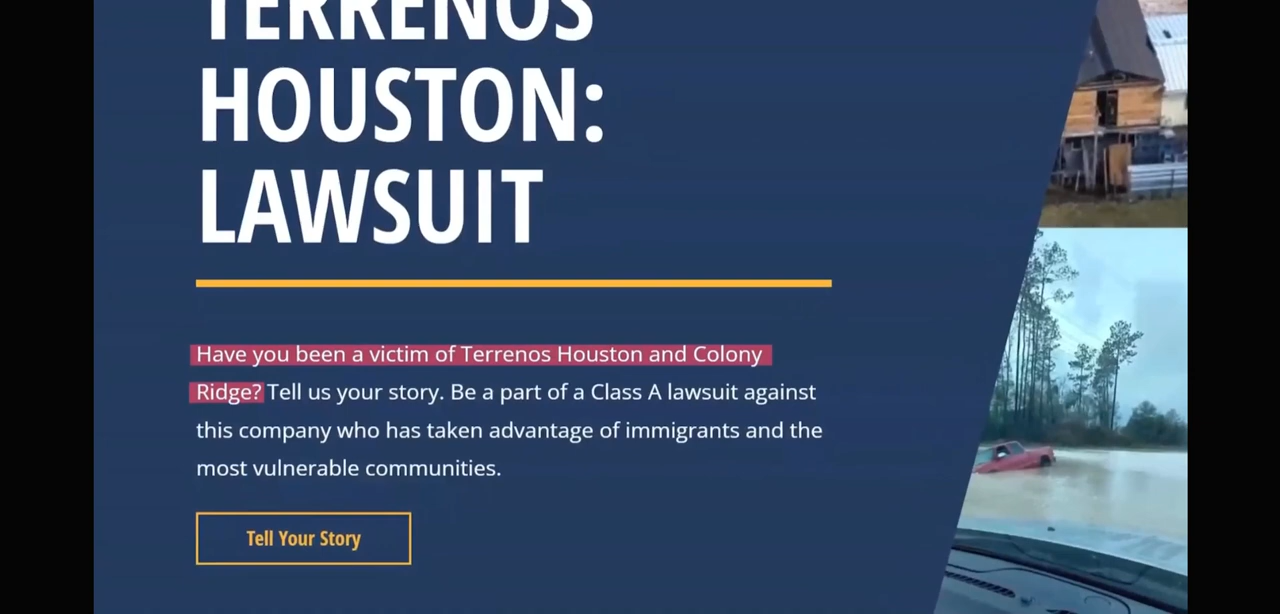 TERRENOS
HOUSTON:
LAWSUIT
Have you been a victim of Terrenos Houston and Colony
Ridge? Tell us your story. Be a part of a Class A lawsuit against
this company who has taken advantage of immigrants and the
most vulnerable communities.
Tell Your Story